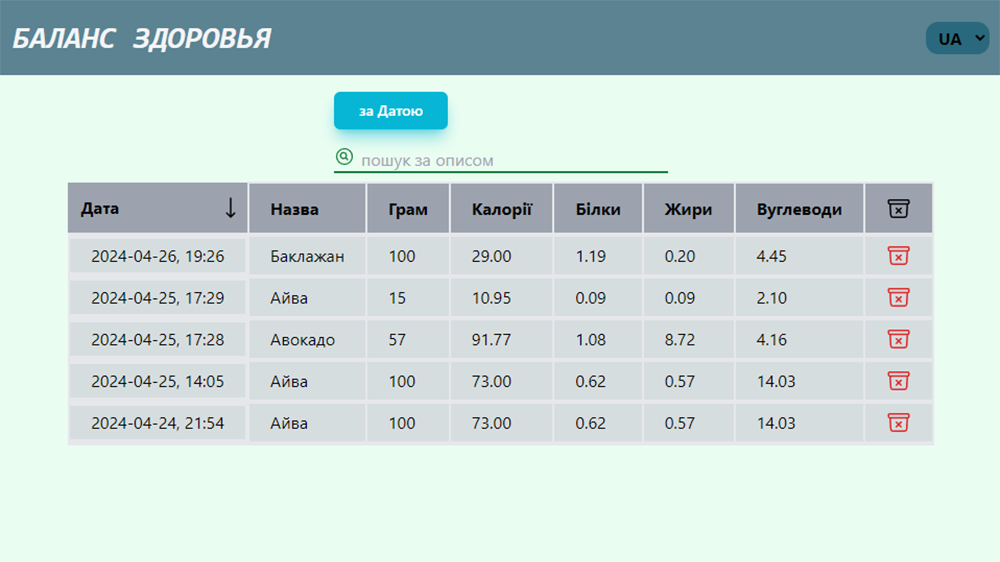 БАЛАНС ЗДОРОВЬЯ
UA
за Датою
пошук за описом
Дата Назва Грам Калорії Білки Жири Вуглеводи
2024-04-26, 19:26 Баклажан 100 29.00 1.19 0.20 4.45
2024-04-25, 17:29 Айва 15 10.95 0.09 0.09 2.10
2024-04-25, 17:28 Авокадо 57 91.77 1.08 8.72 4.16
2024-04-25, 14:05 Айва 100 73.00 0.62 0.57 14.03
2024-04-24, 21:54 Айва 100 73.00 0.62 0.57 14.03